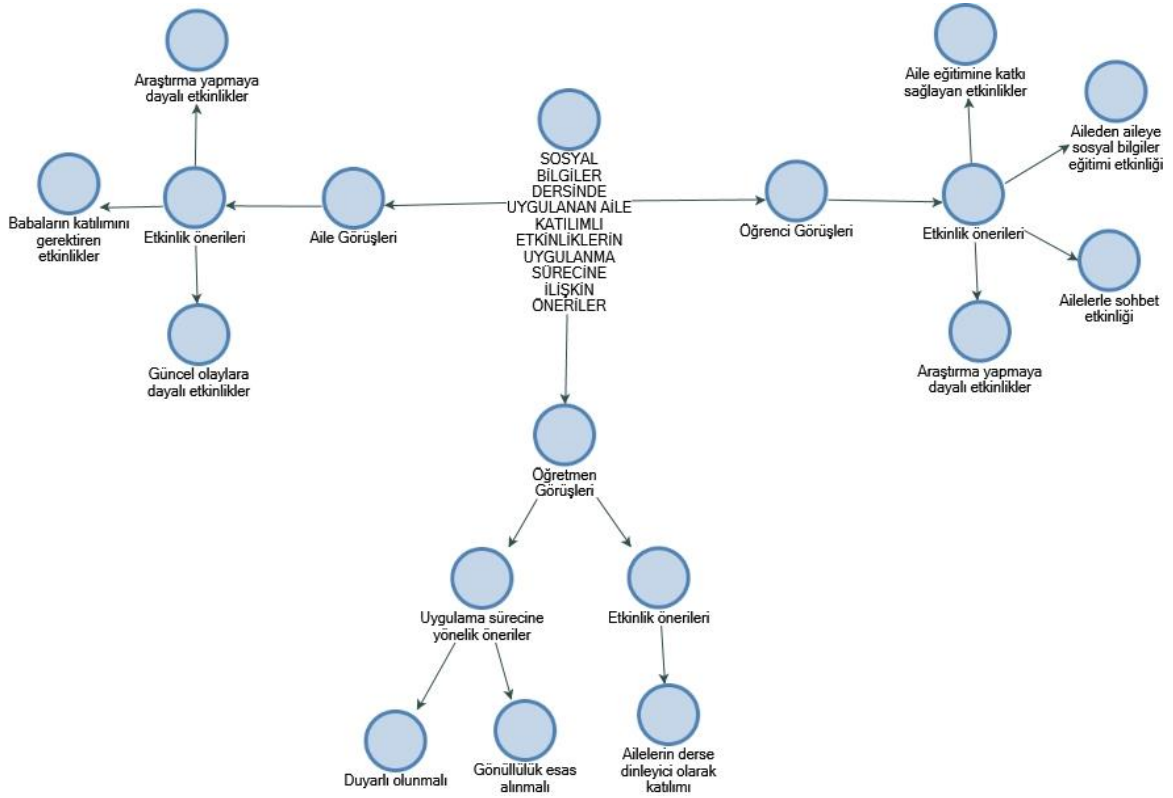 Araştırma yapmaya
dayalı etkinlikler
Babaların katılımını
gerektiren
etkinlikler
Etkinlik önerileri
Aile Görüşleri
Güncel olaylara
dayalı etkinlikler
SOSYAL
BİLGİLER
DERSİNDE
UYGULANAN AİLE
KATILIMLI
ETKİNLİKLERİN
UYGULANMA
SÜRECİNE
İLİŞKİN
ÖNERİLER
Öğrenci Görüşleri
Etkinlik önerileri
Aile eğitimine katkı
sağlayan etkinlikler
Aileden aileye
sosyal bilgiler
eğitimi etkinliği
Ailelerle sohbet
etkinliği
Araştırma yapmaya
dayalı etkinlikler
Öğretmen
Görüşleri
Uygulama sürecine
yönelik öneriler
Etkinlik önerileri
Duyarlı olunmalı
Gönüllülük esas
alınmalı
Ailelerin derse
dinleyici olarak
katılımı